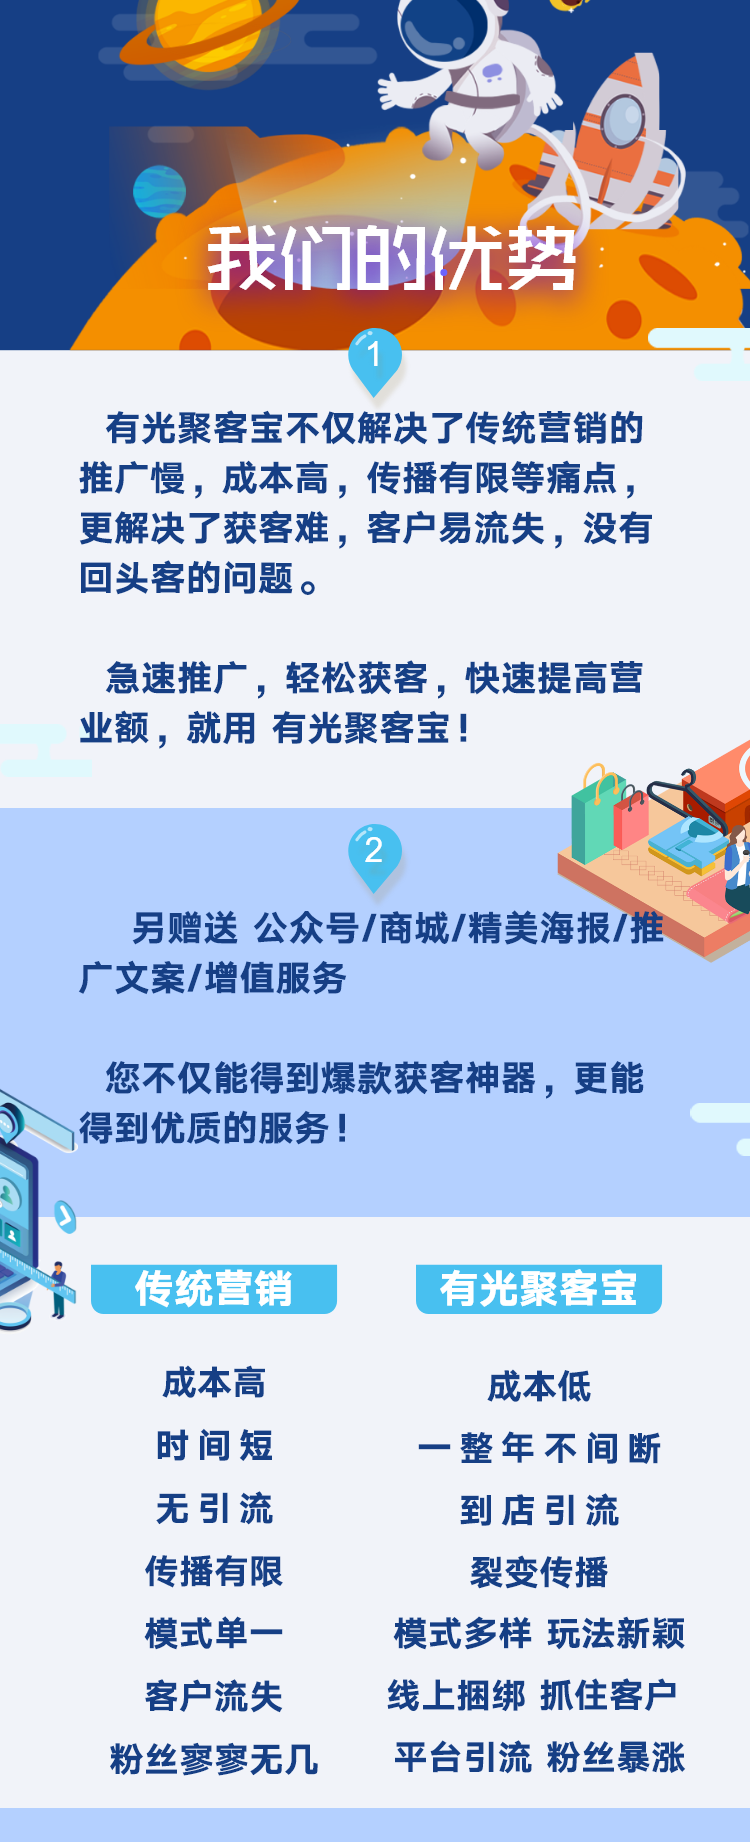 我们的优势
1
有光聚客宝不仅解决了传统营销的
推广慢，成本高，传播有限等痛点，
更解决了获客难，客户易流失，没有
回头客的问题。
急速推广，轻松获客，快速提高营
业额，就用 有光聚客宝！
2
另赠送 公众号/商城/精美海报/推
广文案/增值服务
您不仅能得到爆款获客神器，更能
得到优质的服务！
传统营销 有光聚客宝
成本高 成本低
时间短 一整年不间断
无引流 到店引流
传播有限 裂变传播
模式单一 模式多样 玩法新颖
客户流失 线上捆绑 抓住客户
粉丝寥寥无几 平台引流 粉丝暴涨